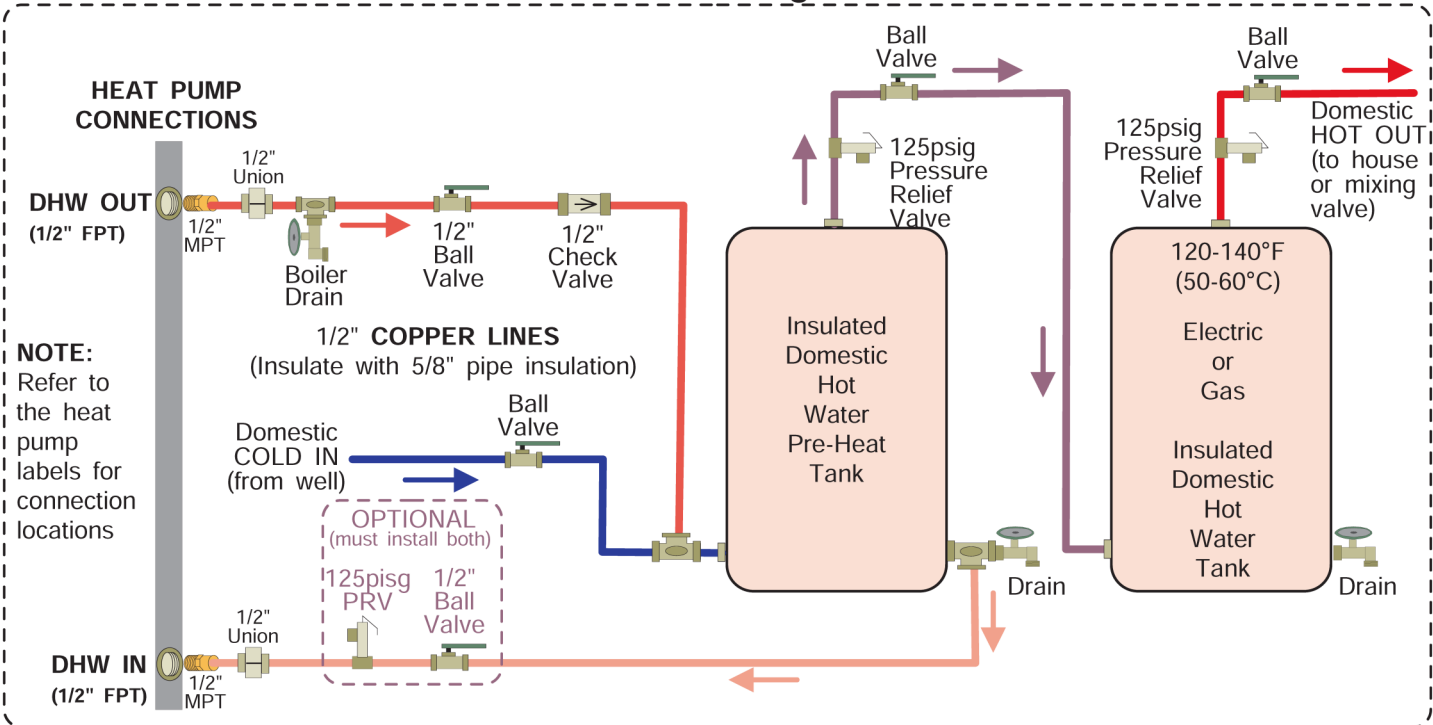 HEAT PUMP
CONNECTIONS
DHW OUT
(1/2" FPT)
1/2"
MPT
1/2"
Union
Boiler
Drain
1/2"
Ball
Valve
1/2"
Check
Valve
1/2" COPPER LINES
(Insulate with 5/8" pipe insulation)
NOTE:
Refer to
the heat
pump
labels for
connection
locations
Domestic
COLD IN
(from well)
Ball
Valve
OPTIONAL
(must install both)
125pisg
PRV
1/2"
Ball
Valve
1/2"
Union
DHW IN
(1/2" FPT)
1/2"
MPT
Ball
Valve
125psig
Pressure
Relief
Valve
Insulated
Domestic
Hot
Water
Pre-Heat
Tank
Drain
Ball
Valve
125psig
Pressure
Relief
Valve
Domestic
HOT OUT
(to house
or mixing
valve)
120-140°F
(50-60°C)
Electric
or
Gas
Insulated
Domestic
Hot
Water
Tank
Drain